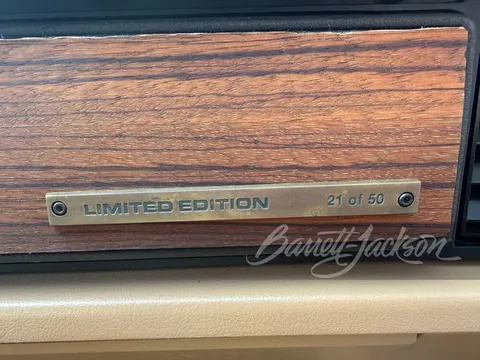 LIMITED EDITION 21 of 50
Barrett-Jackson